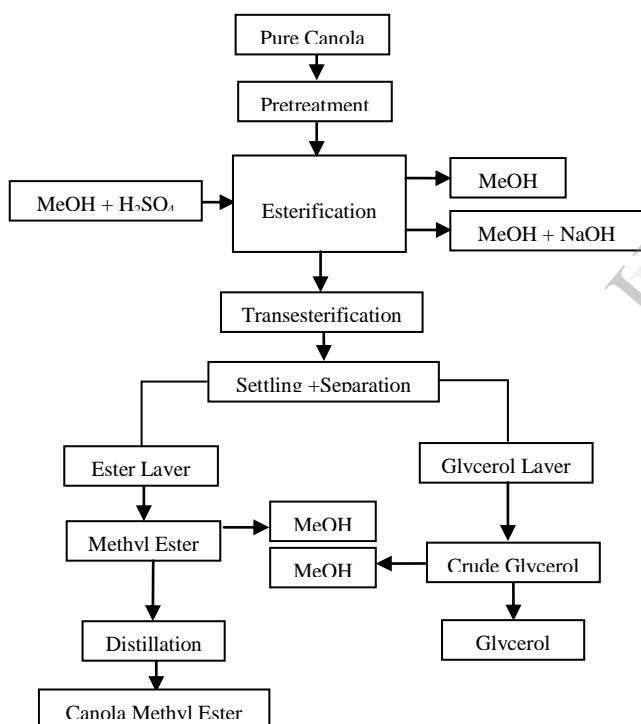 Pure Canola
Pretreatment
MeOH + H₂SO₄
Esterification
MeOH
MeOH + NaOH
Transesterification
Settling +Separation
Ester Layer
Glycerol Layer
Methyl Ester
MeOH
MeOH
Crude Glycerol
Distillation
Glycerol
Canola Methyl Ester